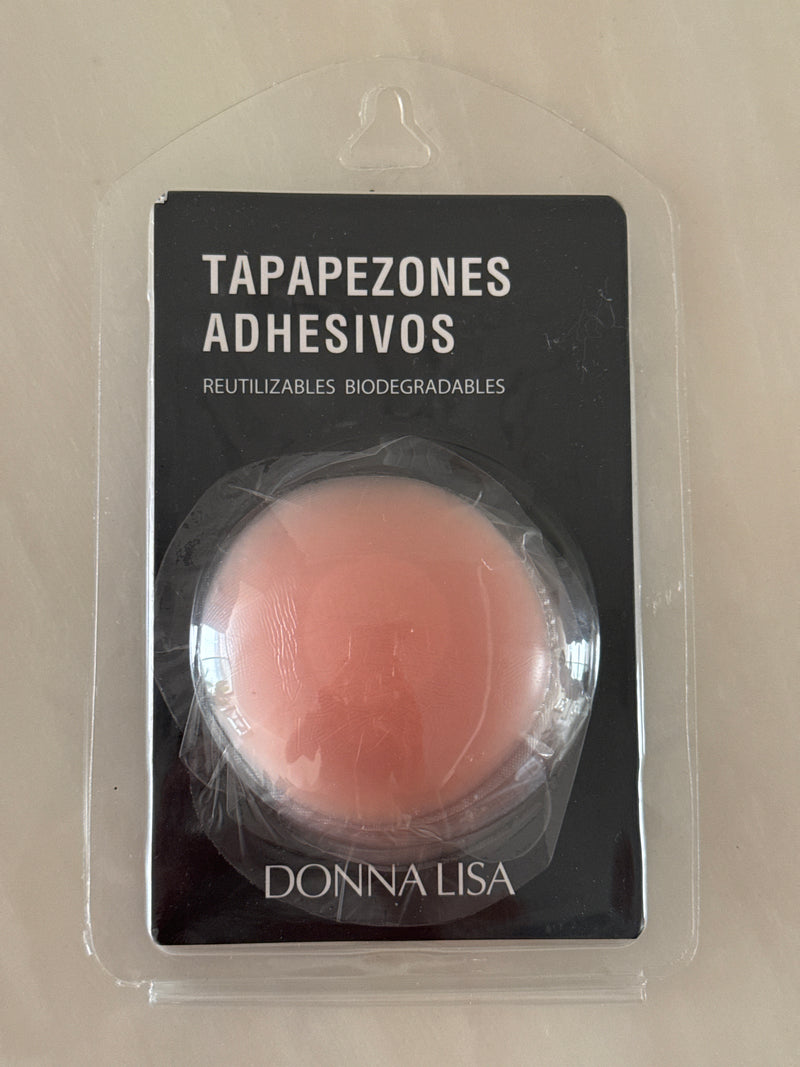 TAPAPEZONES
ADHESIVOS
REUTILIZABLES BIODEGRADABLES
DONNA LISA